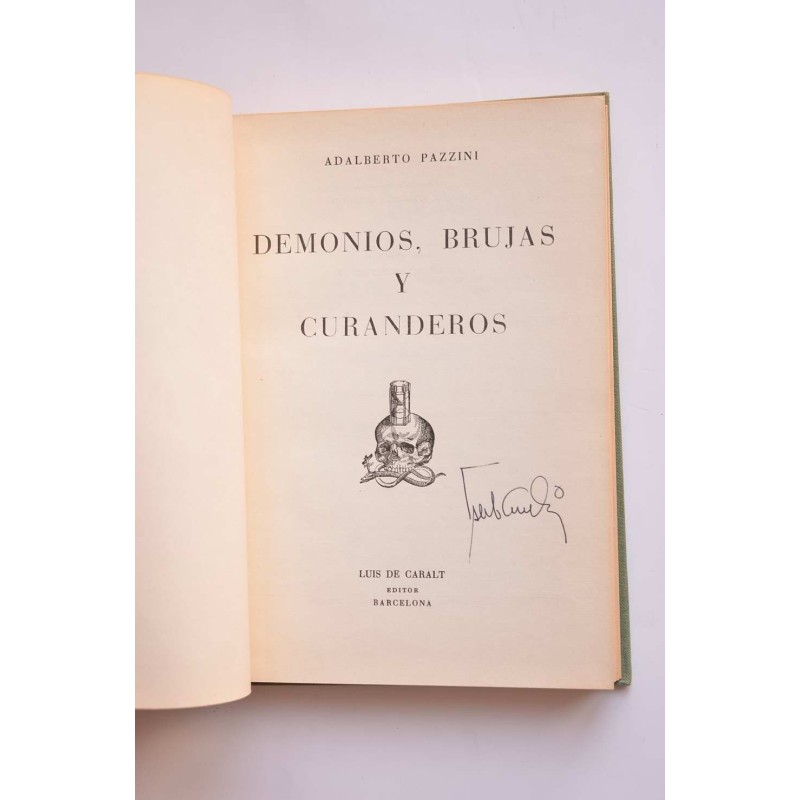 ADALBERTO PAZZINI
DEMONIOS, BRUJAS
Y
CURANDEROS
LUIS DE CARALT
EDITOR
BARCELONA